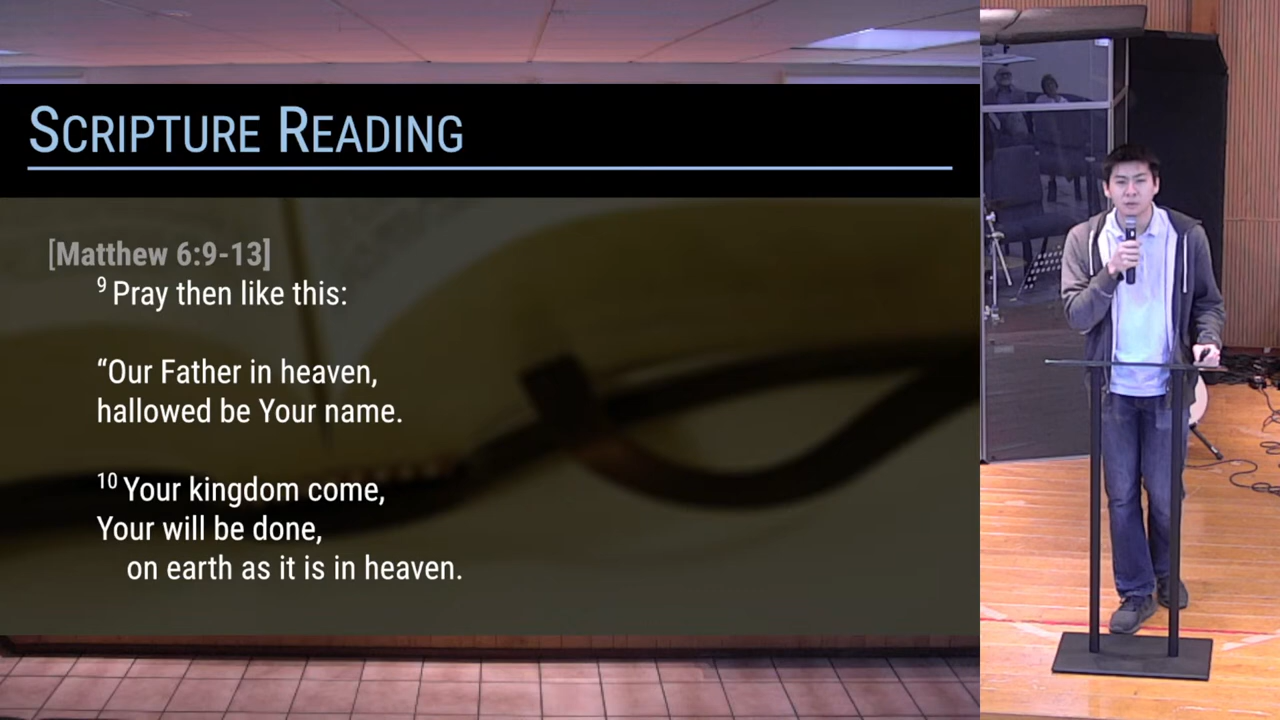 SCRIPTURE READING
[Matthew 6:9-13]
9 Pray then like this:
“Our Father in heaven,
hallowed be Your name.
10 Your kingdom come,
Your will be done,
on earth as it is in heaven.